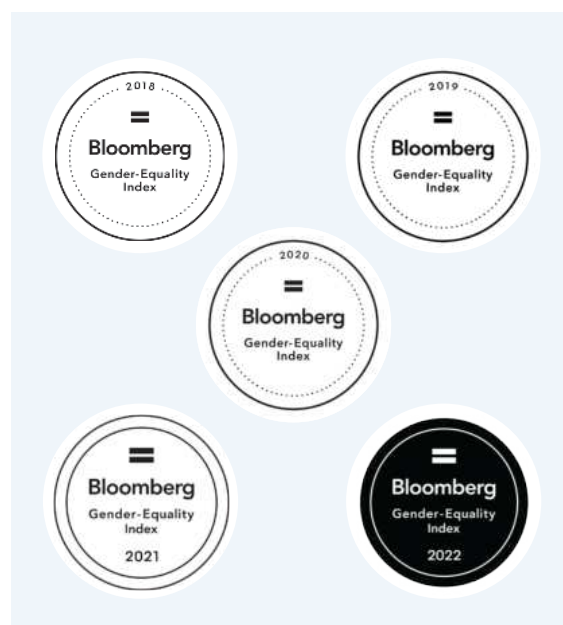 2018
=
Bloomberg
Gender-Equality
Index
2019
=
Bloomberg
Gender-Equality
Index
2020
=
Bloomberg
Gender-Equality
Index
=
Bloomberg
Gender-Equality
Index
2021
=
Bloomberg
Gender-Equality
Index
2022